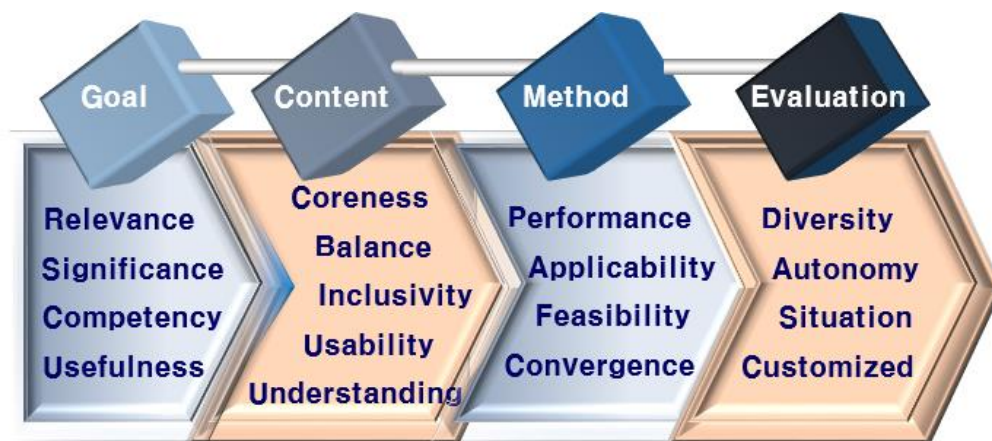 Goal
Content
Method
Evaluation
Relevance
Significance
Competency
Usefulness
Coreness
Balance
Inclusivity
Usability
Understanding
Performance
Applicability
Feasibility
Convergence
Diversity
Autonomy
Situation
Customized